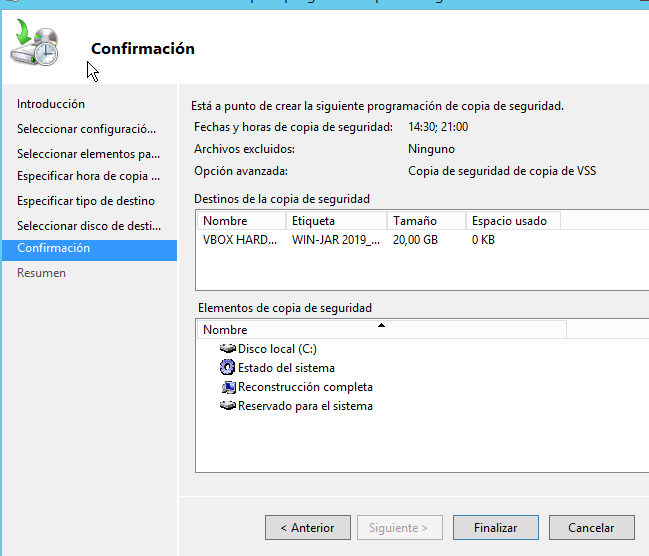 Confirmación
Introducción
Seleccionar configuració...
Seleccionar elementos pa...
Especificar hora de copia ...
Especificar tipo de destino
Seleccionar disco de desti...
Confirmación
Resumen
Está a punto de crear la siguiente programación de copia de seguridad.
Fechas y horas de copia de seguridad: 14:30; 21:00
Archivos excluidos: Ninguno
Opción avanzada: Copia de seguridad de copia de VSS
Destinos de la copia de seguridad
Nombre Etiqueta Tamaño Espacio usado
VBOX HARD... WIN-JAR 2019_... 20,00 GB 0 KB
Elementos de copia de seguridad
Nombre
Disco local (C:)
Estado del sistema
Reconstrucción completa
Reservado para el sistema
< Anterior Siguiente > Finalizar Cancelar